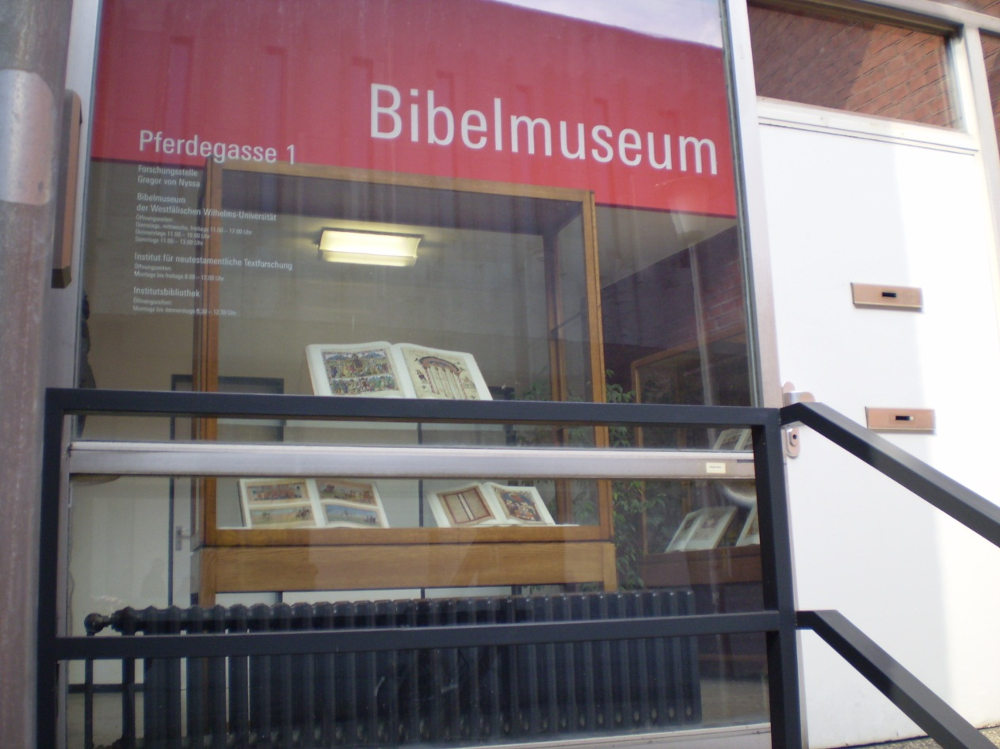 Bibelmuseum
Pferdegasse 1
Forschungsstelle
Gregor von Nyssa
Bibelmuseum
der Westfälischen Wilhelms-Universität
Öffnungszeiten:
Dienstags, mittwochs, freitags 11.00 – 17.00 Uhr
Donnerstags 11.00 – 19.00 Uhr
Samstags 11.00 – 13.00 Uhr
Institut für neutestamentliche Textforschung
Öffnungszeiten:
Montags bis freitags 8.00 – 12.00 Uhr
Institutsbibliothek
Öffnungszeiten:
Montags bis donnerstags 8.30 – 12.30 Uhr